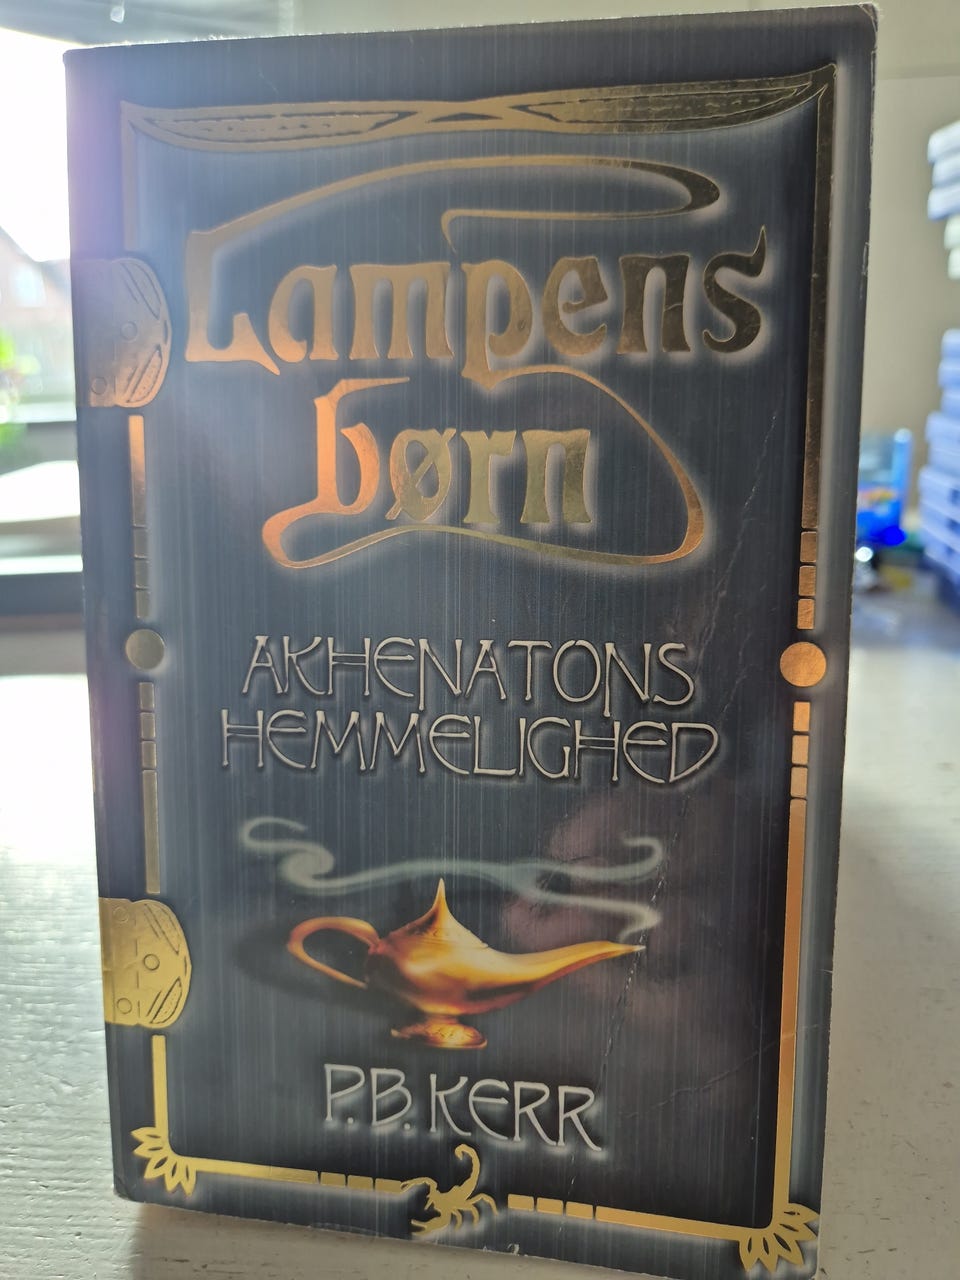 Lampens
børn
AKHENATONS
HEMMELIGHED
P.B. KERR